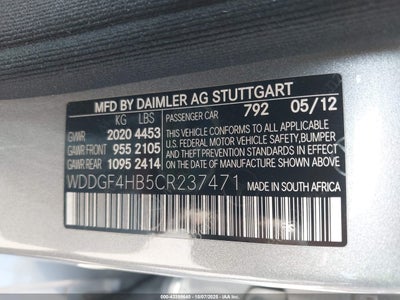 MFD BY DAIMLER AG STUTTGART
KG LBS PASSENGER CAR 792 05/12
GVWR 2020 4453
GAWR FRONT 955 2105
GAWR REAR 1095 2414
THIS VEHICLE CONFORMS TO ALL APPLICABLE
U.S. FEDERAL MOTOR VEHICLE SAFETY, BUMPER
AND THEFT PREVENTION STANDARDS IN EFFECT
ON THE DATE OF MANUFACTURE SHOWN ABOVE.
WDDGF4HB5CR237471
MADE IN SOUTH AFRICA